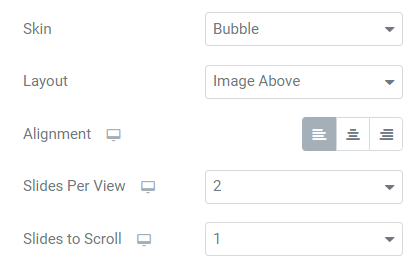 Skin Bubble
Layout Image Above
Alignment
Slides Per View 2
Slides to Scroll 1